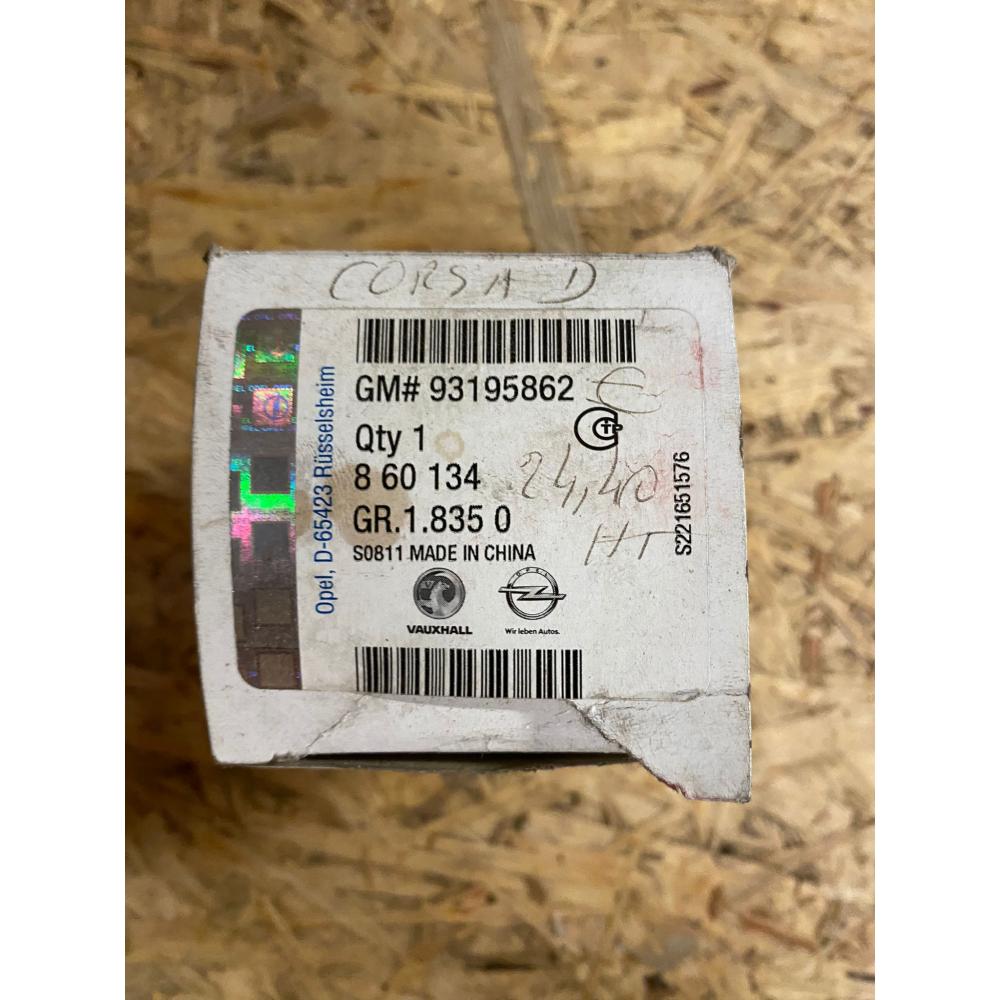 CORSA D
Opel, D-65423 Rüsselsheim
GM# 93195862
€
Qty 1
24,40
8 60 134
HT
GR.1.835 0
S221651576
S0811 MADE IN CHINA
VAUXHALL
OPEL
Wir leben Autos.